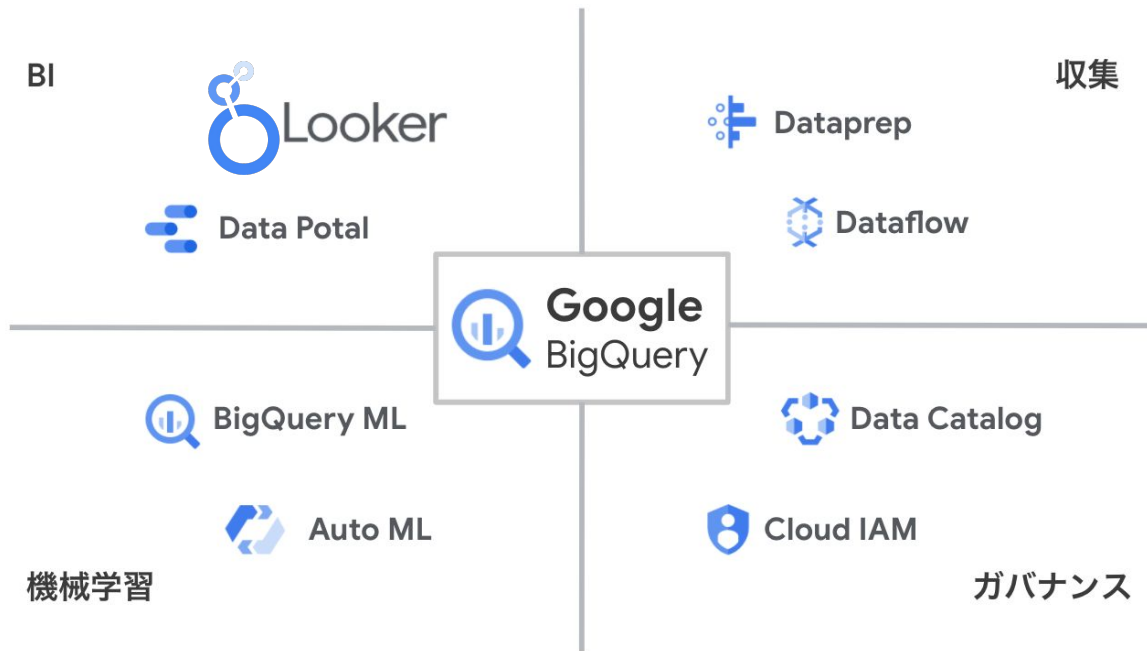 BI
Looker
Data Potal
収集
Dataprep
Dataflow
Google
BigQuery
BigQuery ML
Auto ML
機械学習
Data Catalog
Cloud IAM
ガバナンス